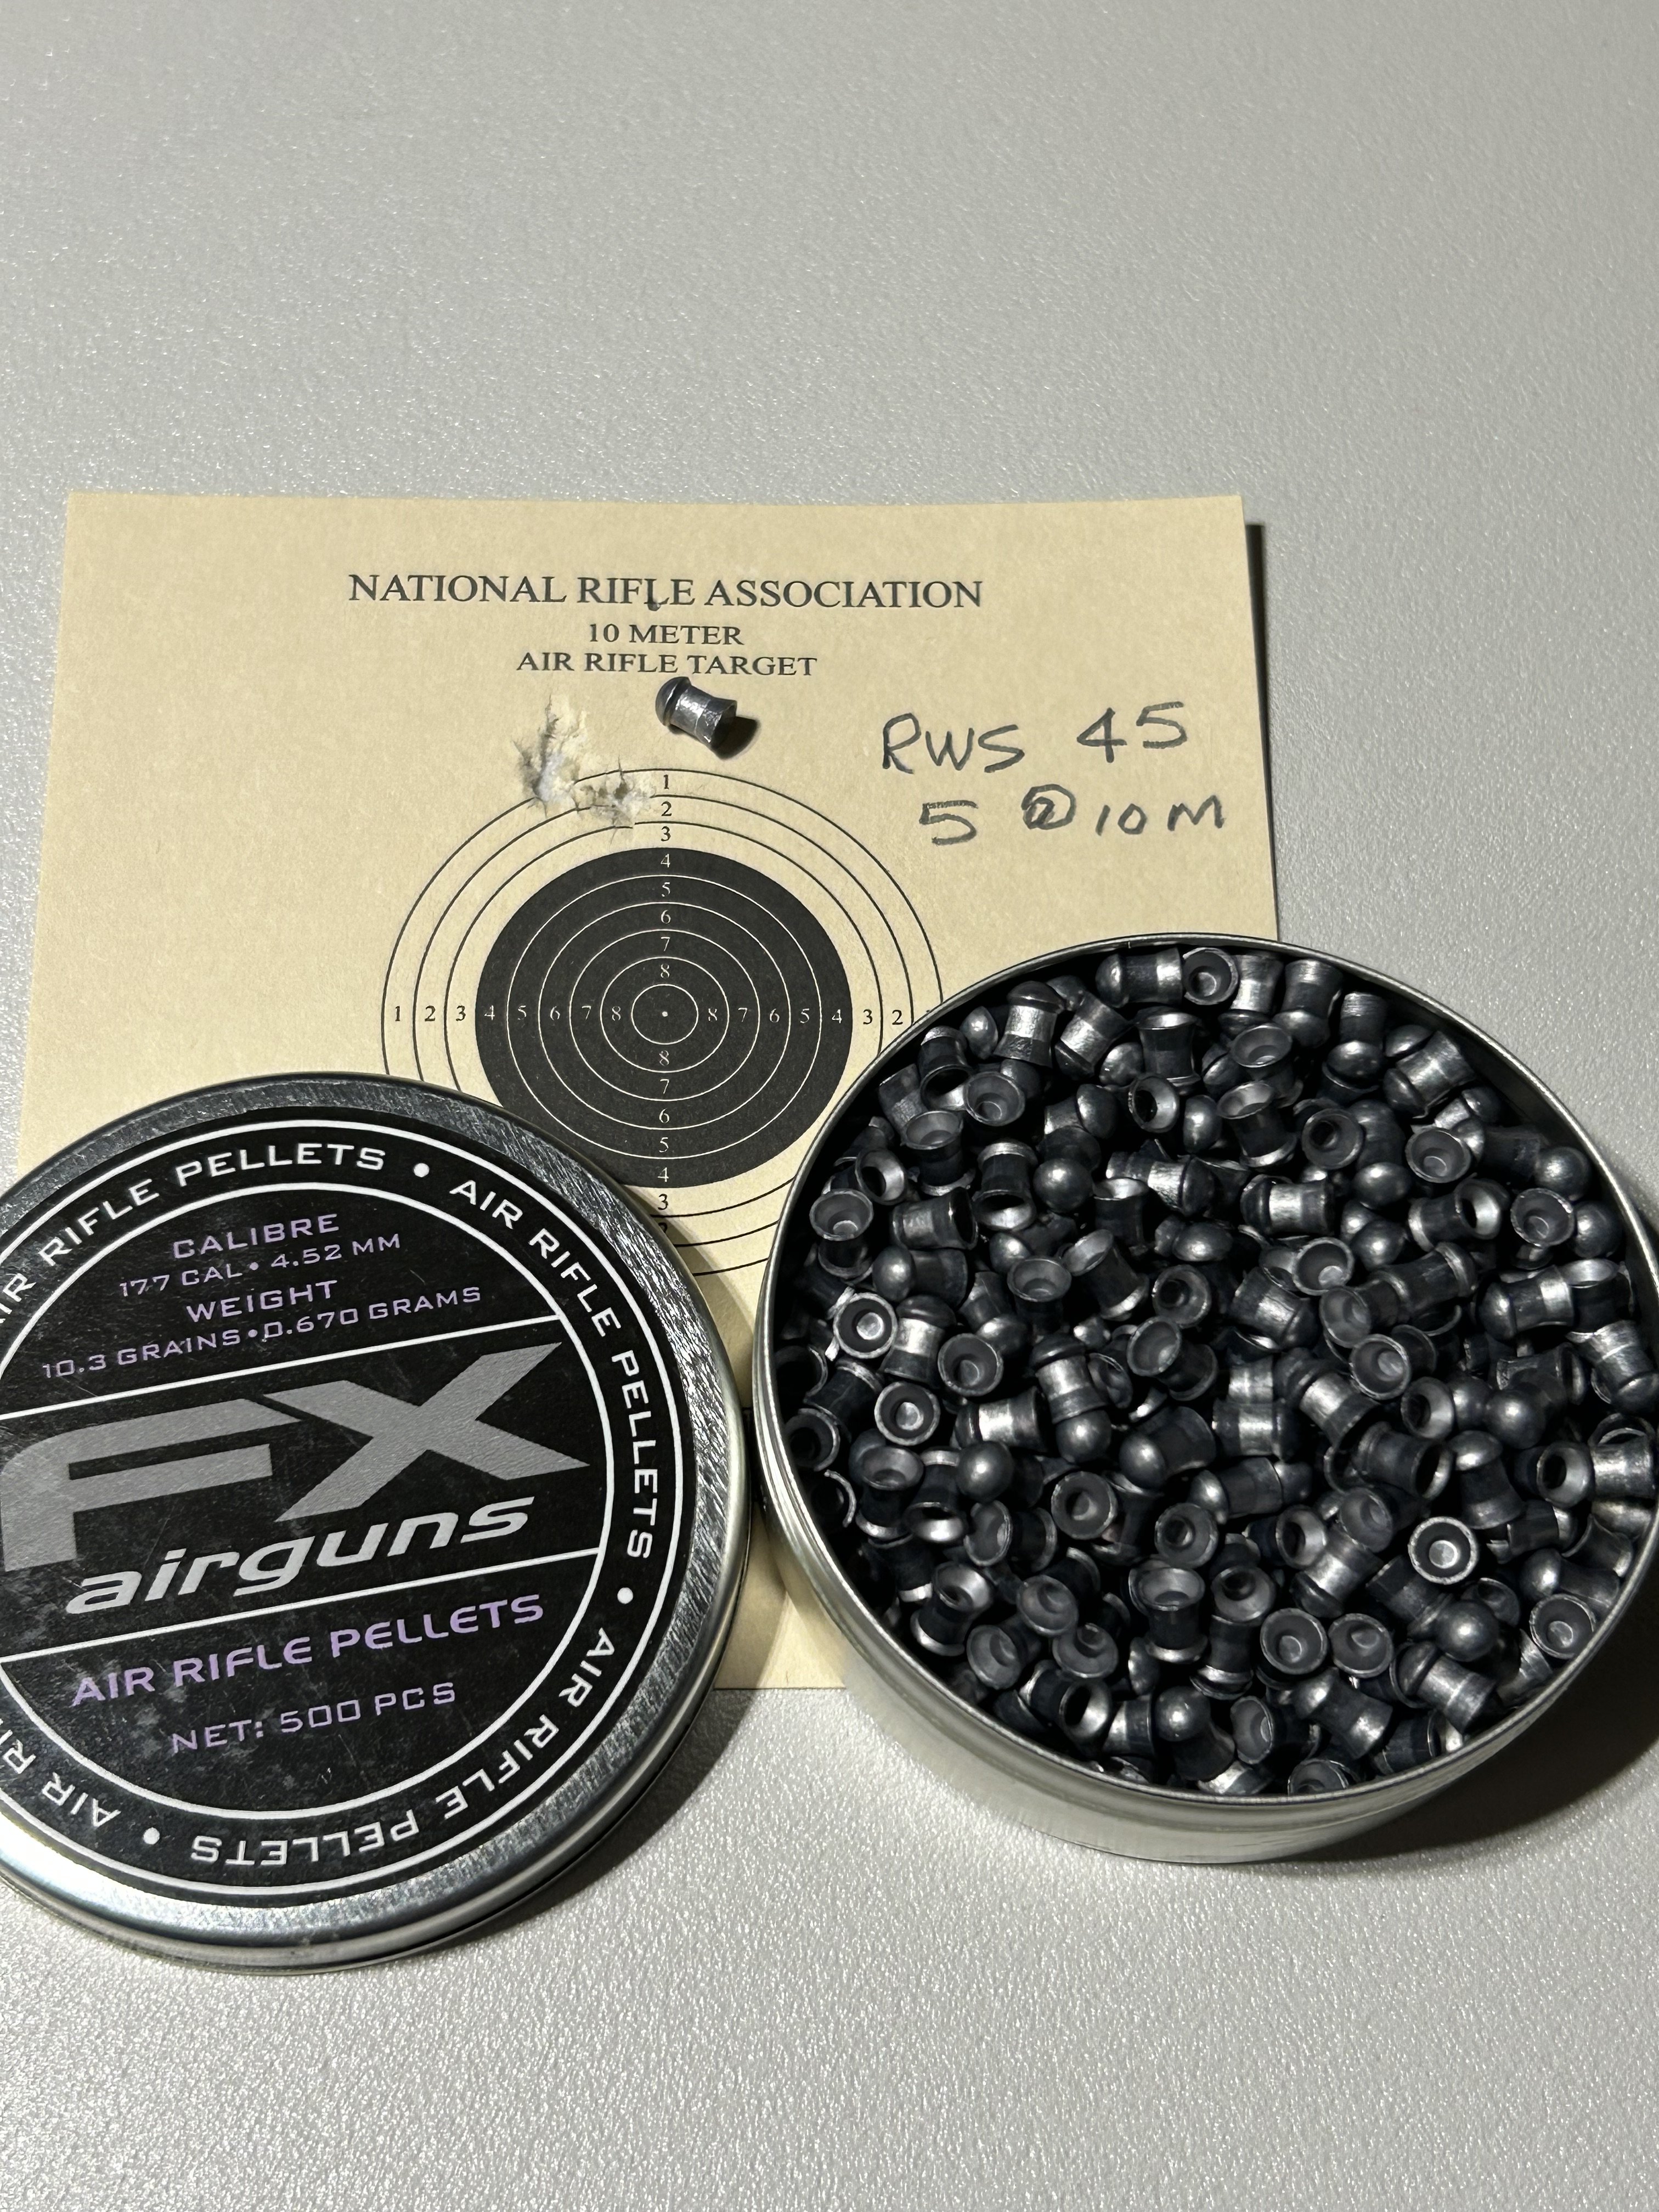 NATIONAL RIFLE ASSOCIATION
10 METER
AIR RIFLE TARGET
RWS 45
5 @ 10 M
1
2
3
4
5
6
7
8
1 2 3 4 5 6 7 8 8 7 6 5 4 3 2
8
7
6
5
4
3
AIR RIFLE PELLETS • AIR RIFLE PELLETS • AIR RIFLE PELLETS •
CALIBRE
.177 CAL • 4.52 MM
WEIGHT
10.3 GRAINS • 0.670 GRAMS
FX
airguns
AIR RIFLE PELLETS
NET: 500 PCS